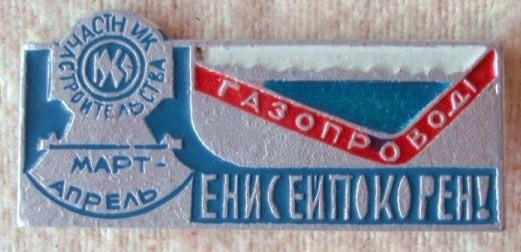 УЧАСТНИК
СТРОИТЕЛЬСТВА
МАРТ-
АПРЕЛЬ
ГАЗОПРОВОД
ЕНИСЕЙ ПОКОРЕН!